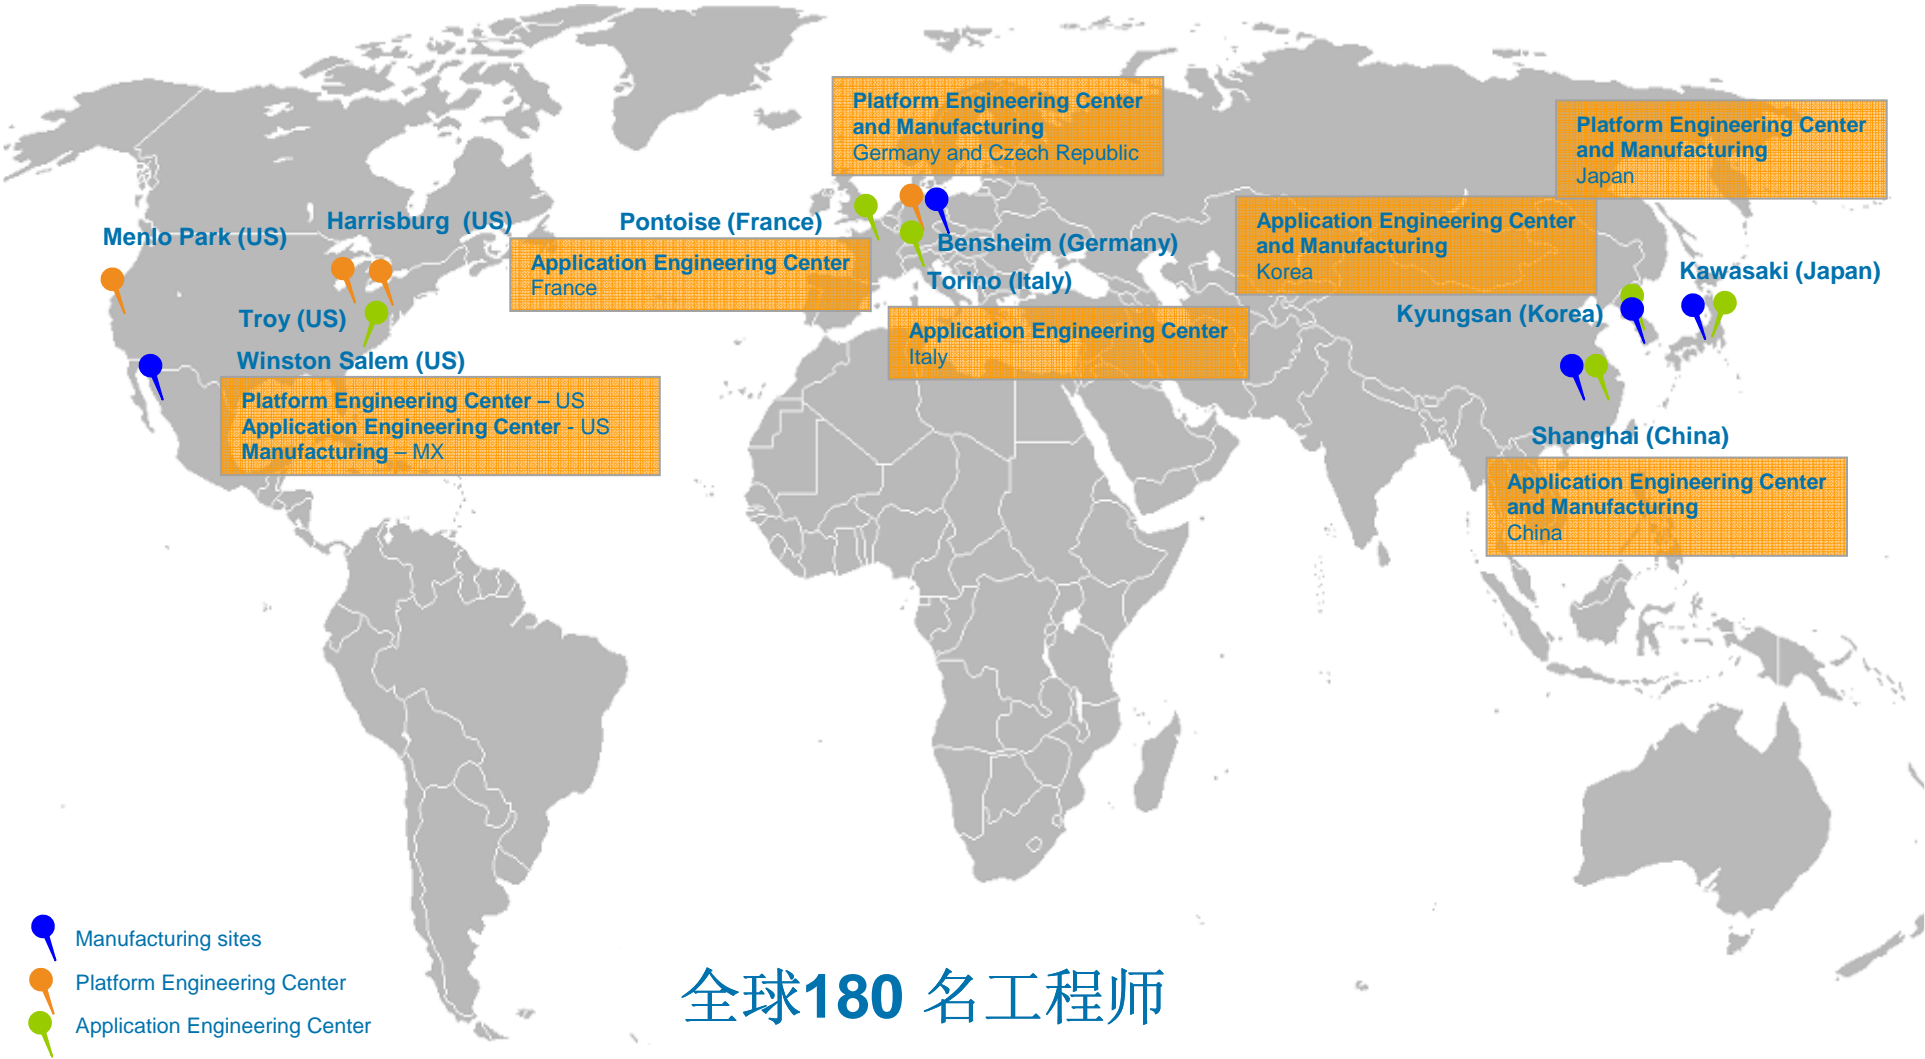 Platform Engineering Center
and Manufacturing
Germany and Czech Republic
Platform Engineering Center
and Manufacturing
Japan
Menlo Park (US)
Harrisburg (US)
Pontoise (France)
Application Engineering Center
France
Bensheim (Germany)
Torino (Italy)
Application Engineering Center
and Manufacturing
Korea
Kawasaki (Japan)
Kyungsan (Korea)
Troy (US)
Winston Salem (US)
Application Engineering Center
Italy
Platform Engineering Center – US
Application Engineering Center - US
Manufacturing – MX
Shanghai (China)
Application Engineering Center
and Manufacturing
China
Manufacturing sites
Platform Engineering Center
Application Engineering Center
全球180 名工程师